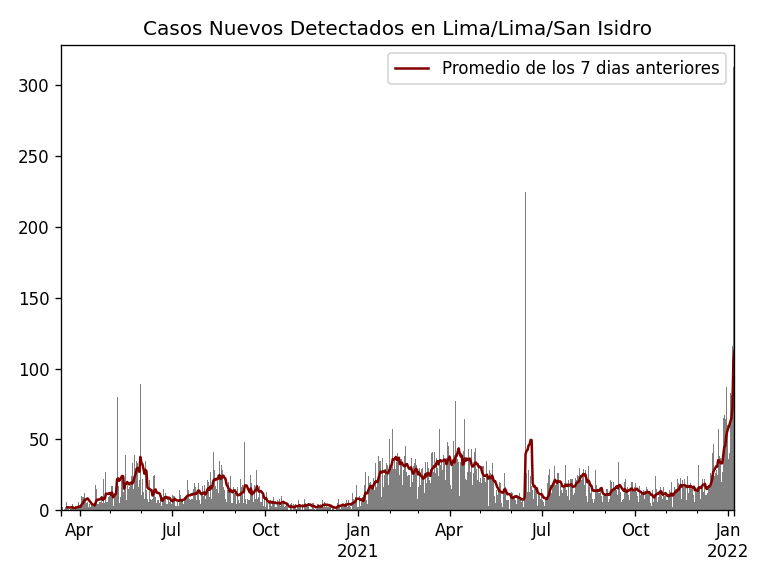 Casos Nuevos Detectados en Lima/Lima/San Isidro
Promedio de los 7 dias anteriores
300
250
200
150
100
50
0
Apr Jul Oct Jan Apr Jul Oct Jan
2021 2022